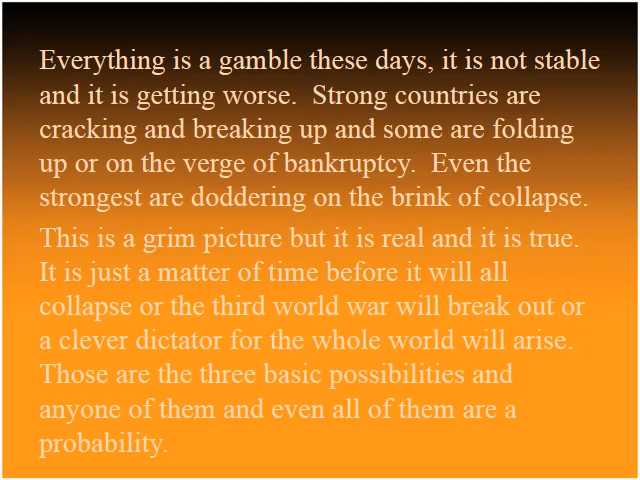 Everything is a gamble these days, it is not stable
and it is getting worse.  Strong countries are
cracking and breaking up and some are folding
up or on the verge of bankruptcy.  Even the
strongest are doddering on the brink of collapse.
This is a grim picture but it is real and it is true.
It is just a matter of time before it will all
collapse or the third world war will break out or
a clever dictator for the whole world will arise.
Those are the three basic possibilities and
anyone of them and even all of them are a
probability.